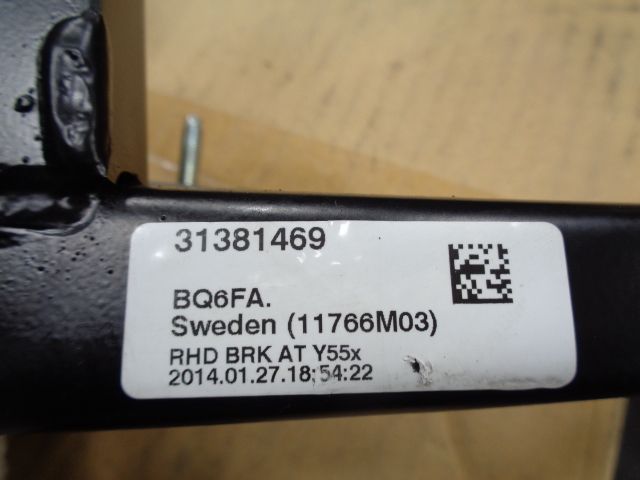 31381469
BQ6FA.
Sweden (11766M03)
RHD BRK AT Y55x
2014.01.27.18:54:22